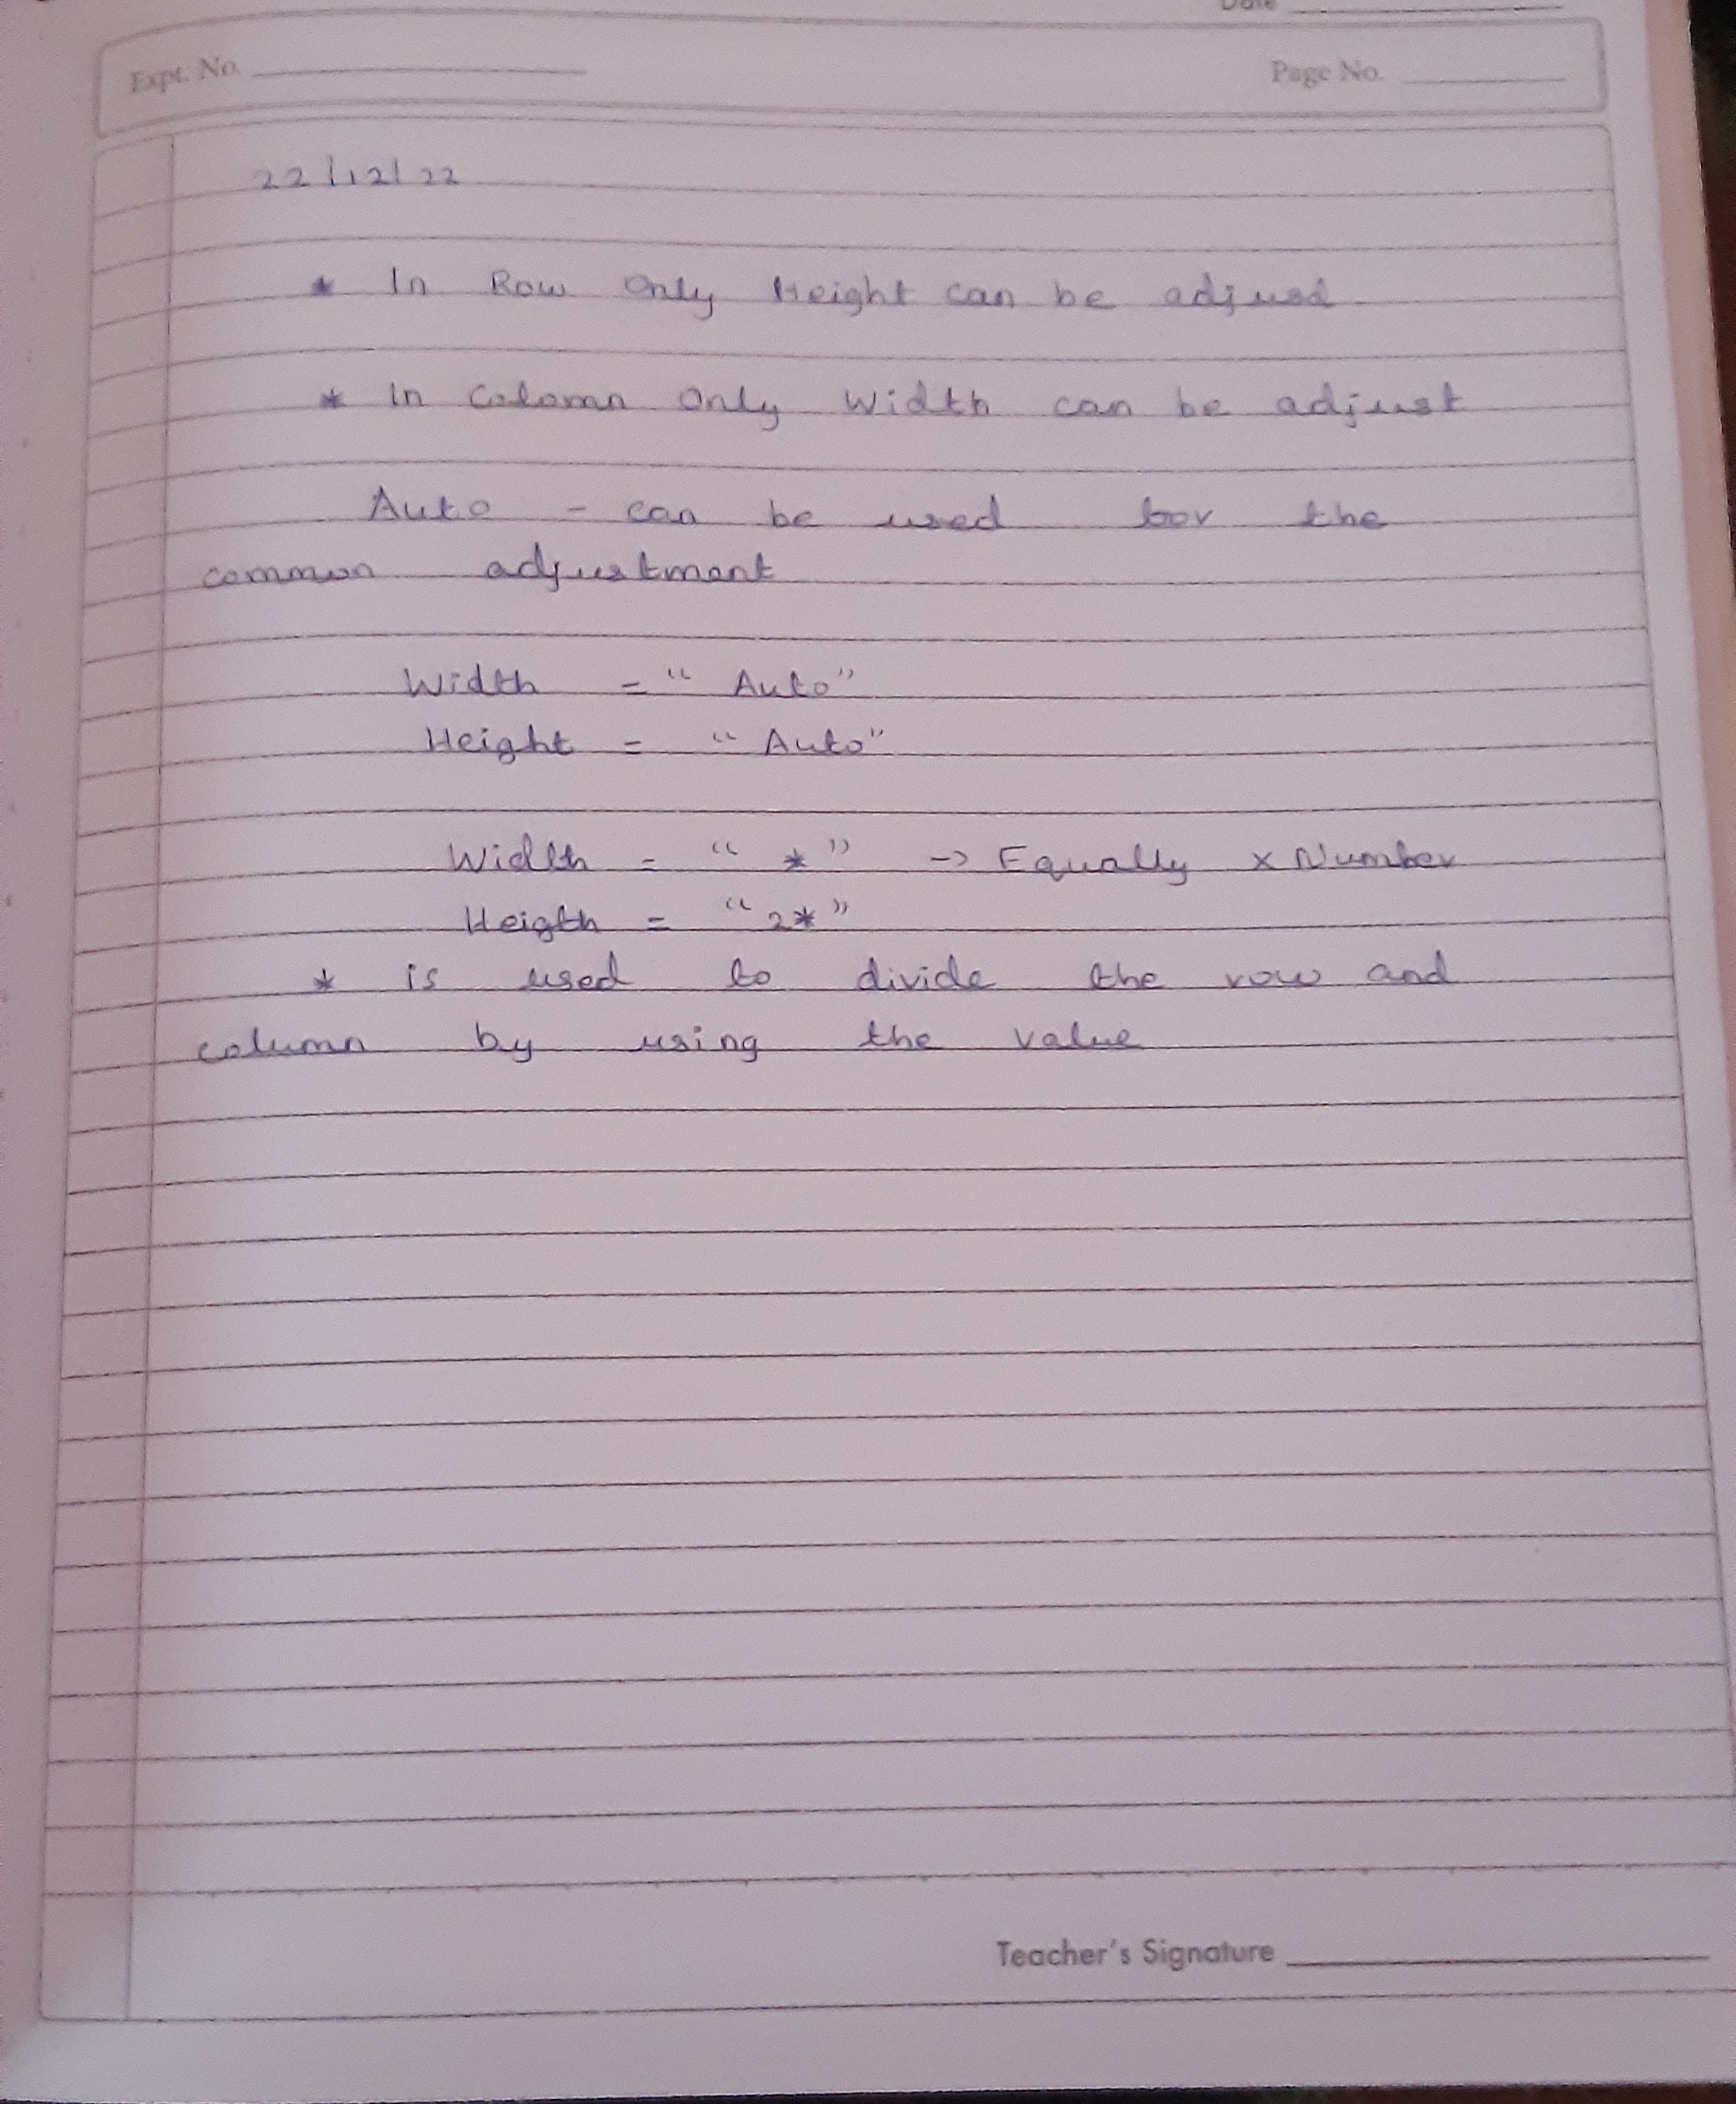 Date
Expt. No.
Page No.
22/12/22
* In Row Only Height can be adjusd
* In Colomn Only Width can be adjust
Auto - can be used for the
common adjustment
Width = "Auto"
Height = "Auto"
Width = "*" -> Equally x Number
Heigth = "2*"
* is used to divide the row and
column by using the value
Teacher's Signature